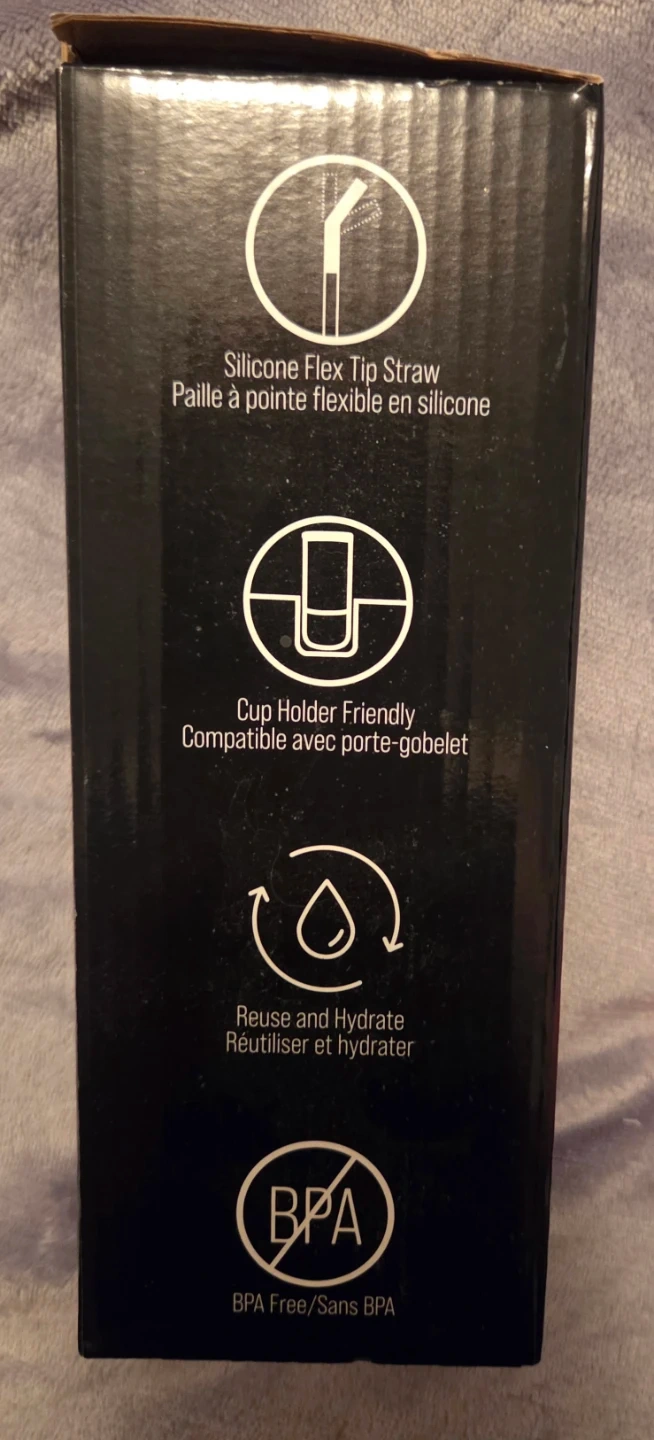 Silicone Flex Tip Straw
Paille à pointe flexible en silicone
Cup Holder Friendly
Compatible avec porte-gobelet
Reuse and Hydrate
Réutiliser et hydrater
BPA
BPA Free/Sans BPA